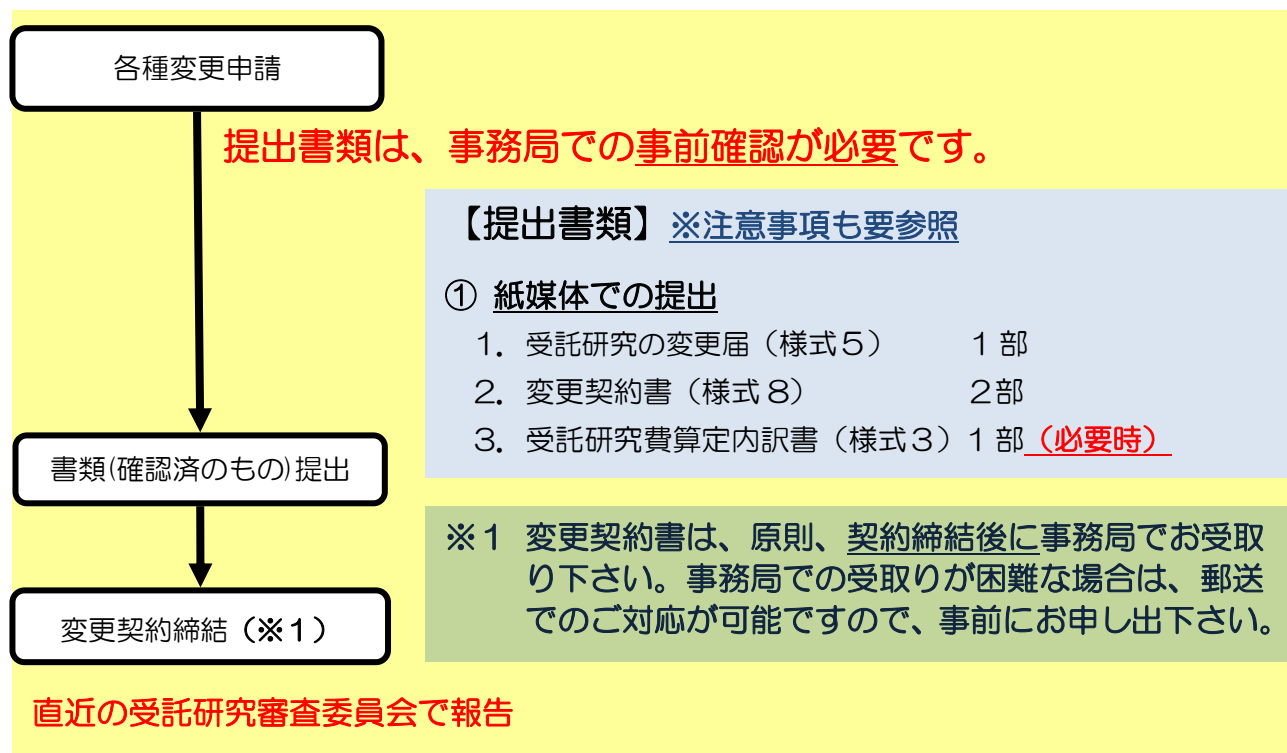 各種変更申請
提出書類は、事務局での事前確認が必要です。
【提出書類】※注意事項も要参照
① 紙媒体での提出
１．受託研究の変更届（様式５）　１部
２．変更契約書（様式８）　２部
３．受託研究費算定内訳書（様式３）１部（必要時）
書類(確認済のもの)提出
※１　変更契約書は、原則、契約締結後に事務局でお受取
り下さい。事務局での受取りが困難な場合は、郵送
でのご対応が可能ですので、事前にお申し出下さい。
変更契約締結（※１）
直近の受託研究審査委員会で報告